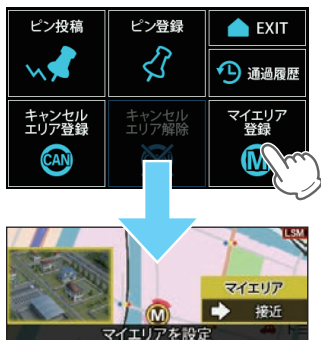 ピン投稿
ピン登録
EXIT
通過履歴
キャンセル
エリア登録
CAN
キャンセル
エリア解除
マイエリア
登録
M
LSM
マイエリア
接近
M
マイエリアを設定